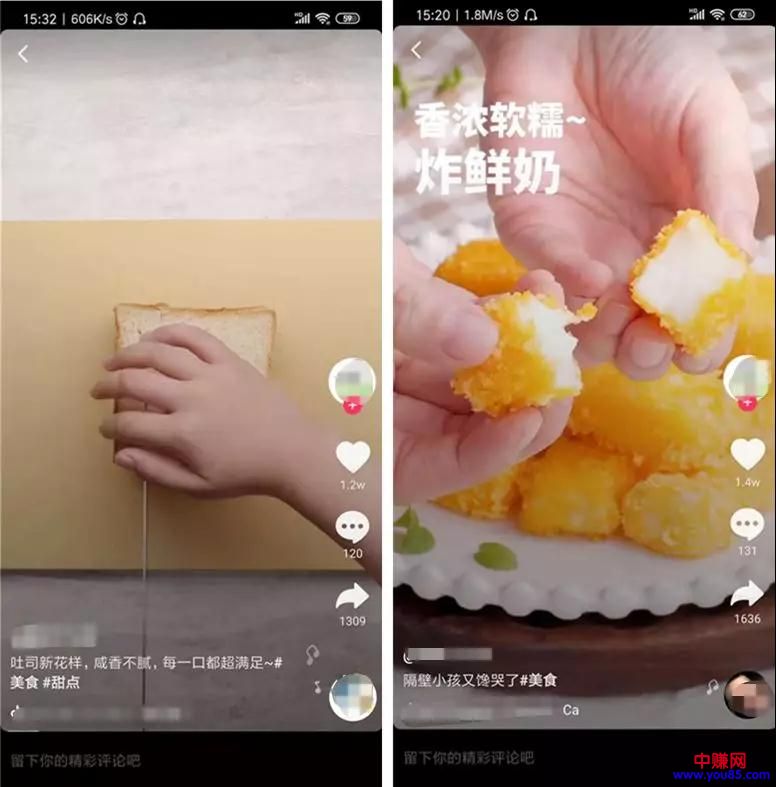 15:32 | 606K/s
HD
59
1.2w
120
1309
吐司新花样，咸香不腻，每一口都超满足~#
美食 #甜点
留下你的精彩评论吧
15:20 | 1.8M/s
HD
62
香浓软糯~
炸鲜奶
1.4w
131
1636
@
隔壁小孩又馋哭了#美食
Ca
留下你的精彩评论吧
中赚网
www.you85.com